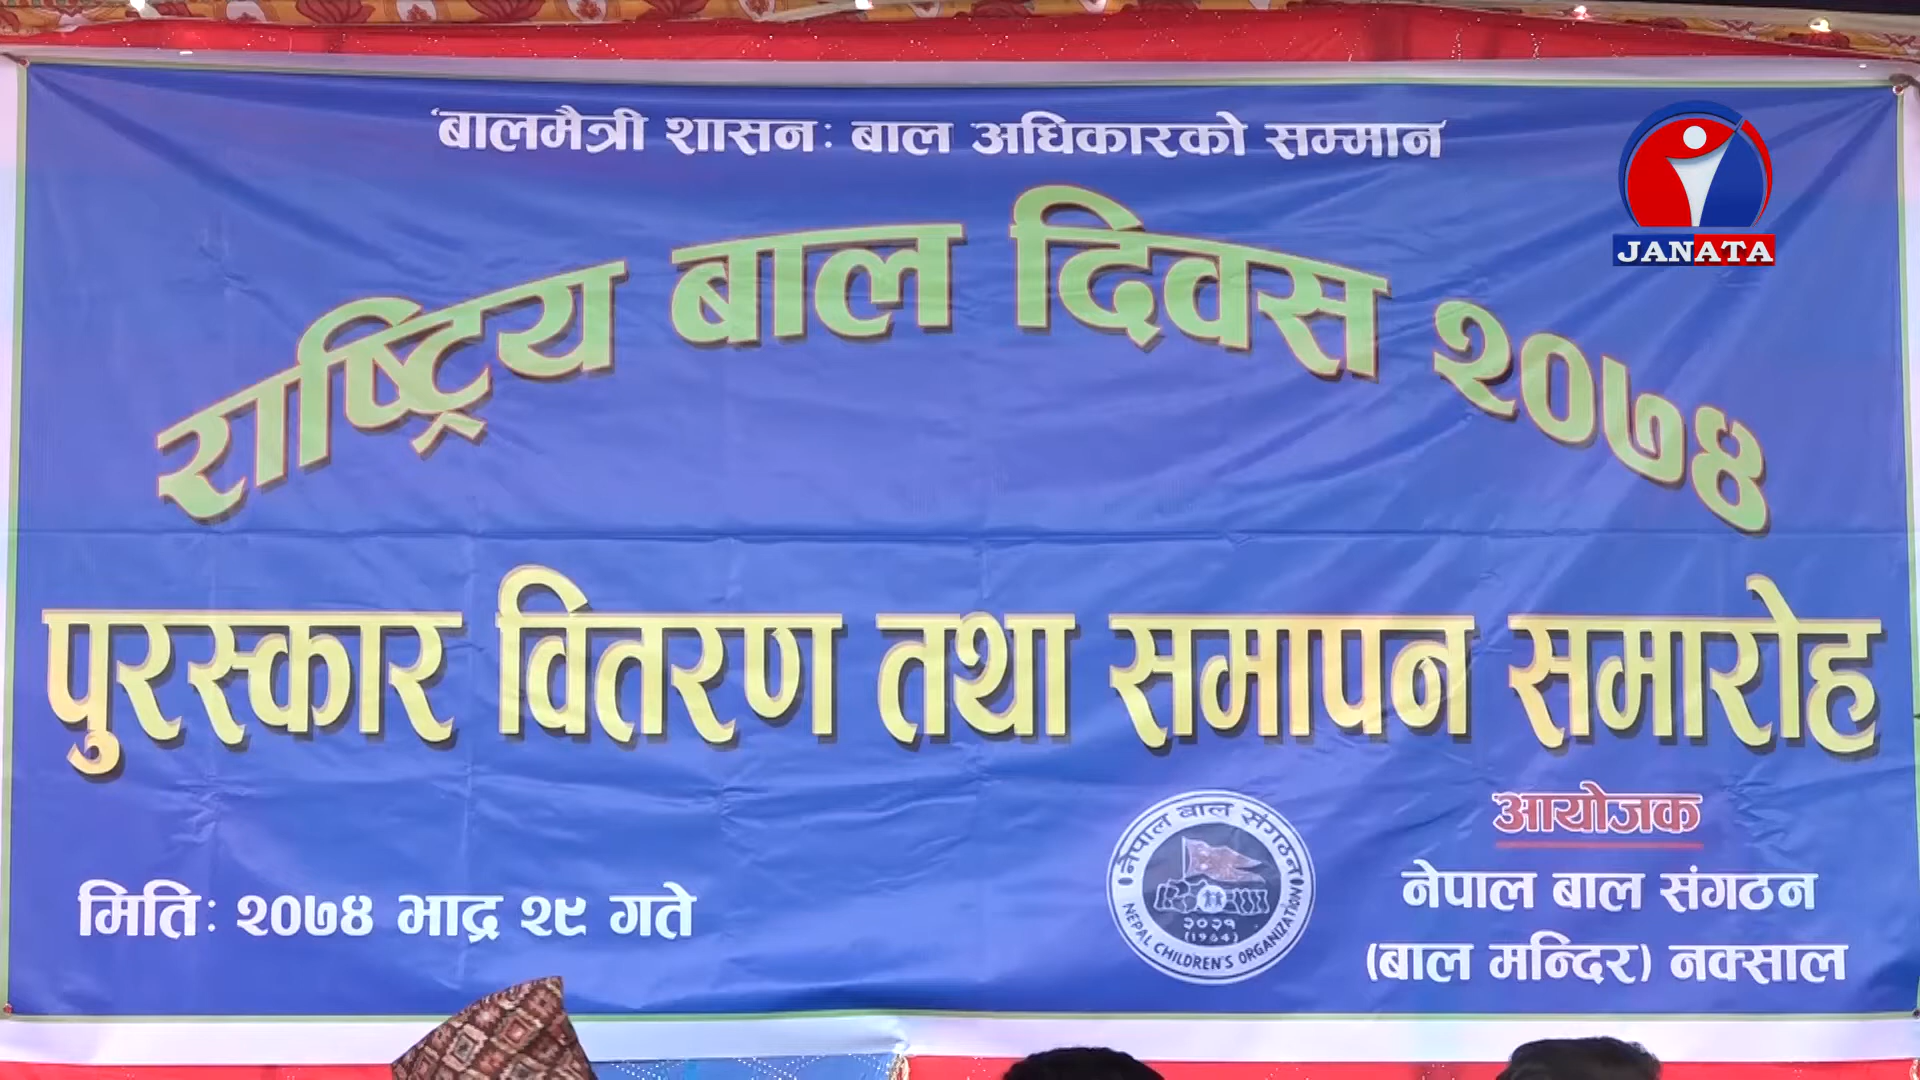 'बालमैत्री शासनः बाल अधिकारको सम्मान'
JANATA
राष्ट्रिय बाल दिवस २०७४
पुरस्कार वितरण तथा समापन समारोह
आयोजक
नेपाल बाल संगठन
(बाल मन्दिर) नक्साल
मितिः २०७४ भाद्र २९ गते
नेपाल बाल संगठन
२०२१
(1964)
NEPAL CHILDREN'S ORGANIZATION